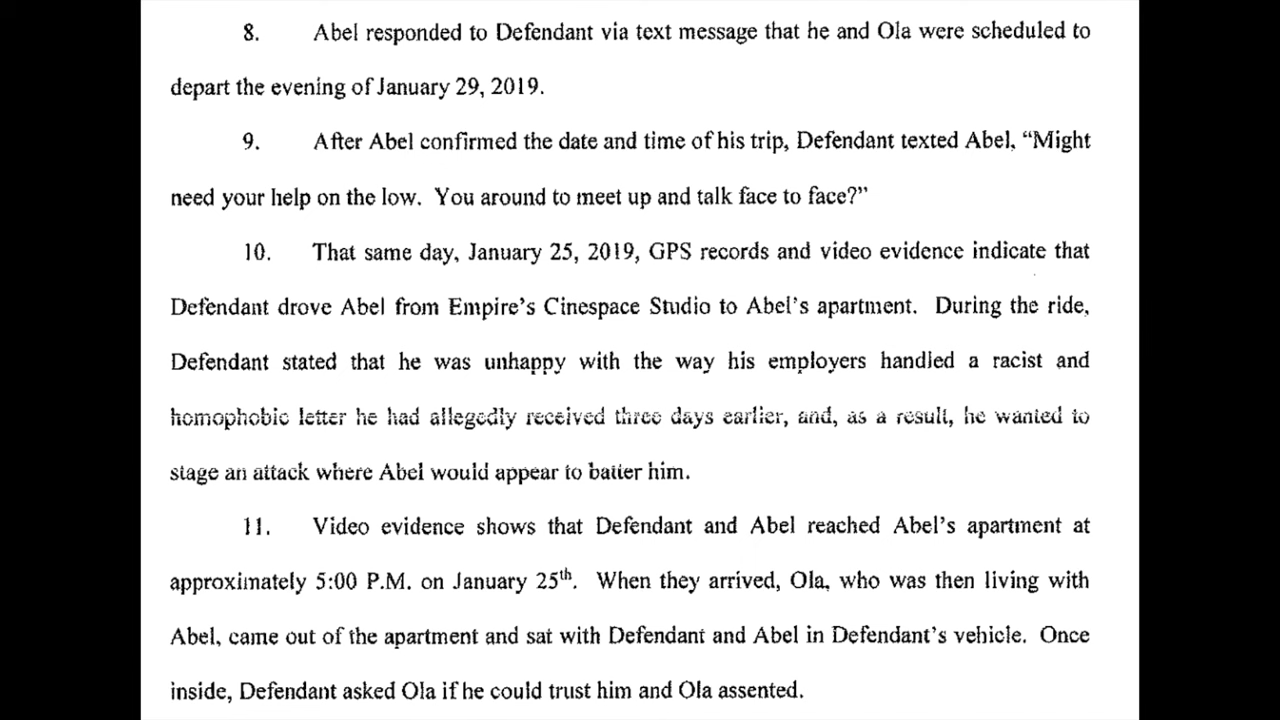 8. Abel responded to Defendant via text message that he and Ola were scheduled to
depart the evening of January 29, 2019.
9. After Abel confirmed the date and time of his trip, Defendant texted Abel, “Might
need your help on the low. You around to meet up and talk face to face?”
10. That same day, January 25, 2019, GPS records and video evidence indicate that
Defendant drove Abel from Empire’s Cinespace Studio to Abel’s apartment. During the ride,
Defendant stated that he was unhappy with the way his employers handled a racist and
homophobic letter he had allegedly received three days earlier, and, as a result, he wanted to
stage an attack where Abel would appear to batter him.
11. Video evidence shows that Defendant and Abel reached Abel’s apartment at
approximately 5:00 P.M. on January 25th. When they arrived, Ola, who was then living with
Abel, came out of the apartment and sat with Defendant and Abel in Defendant’s vehicle. Once
inside, Defendant asked Ola if he could trust him and Ola assented.